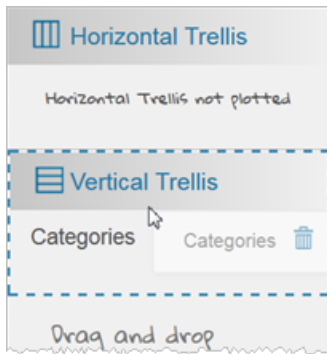 Horizontal Trellis
Horizontal Trellis not plotted
Vertical Trellis
Categories Categories
Drag and drop